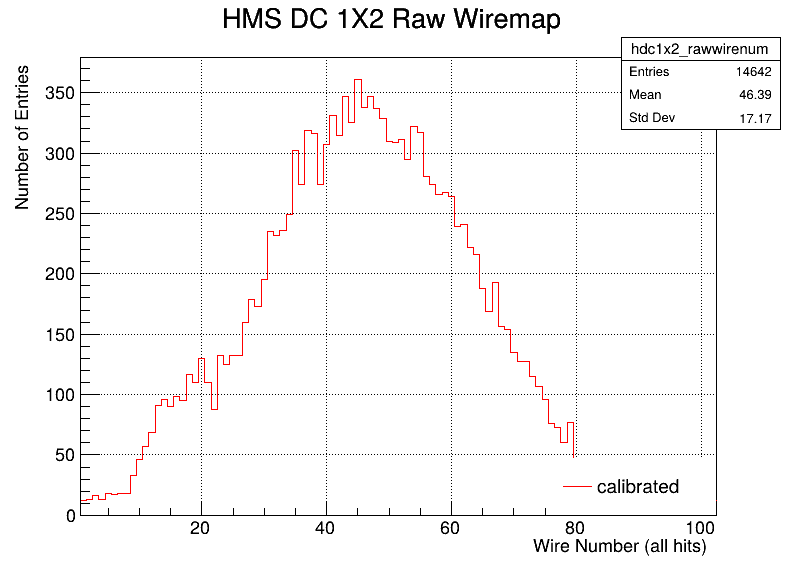 HMS DC 1X2 Raw Wiremap
hdc1x2_rawwirenum
Entries 14642
Mean 46.39
Std Dev 17.17
Number of Entries
350
300
250
200
150
100
50
0
calibrated
20 40 60 80 100
Wire Number (all hits)